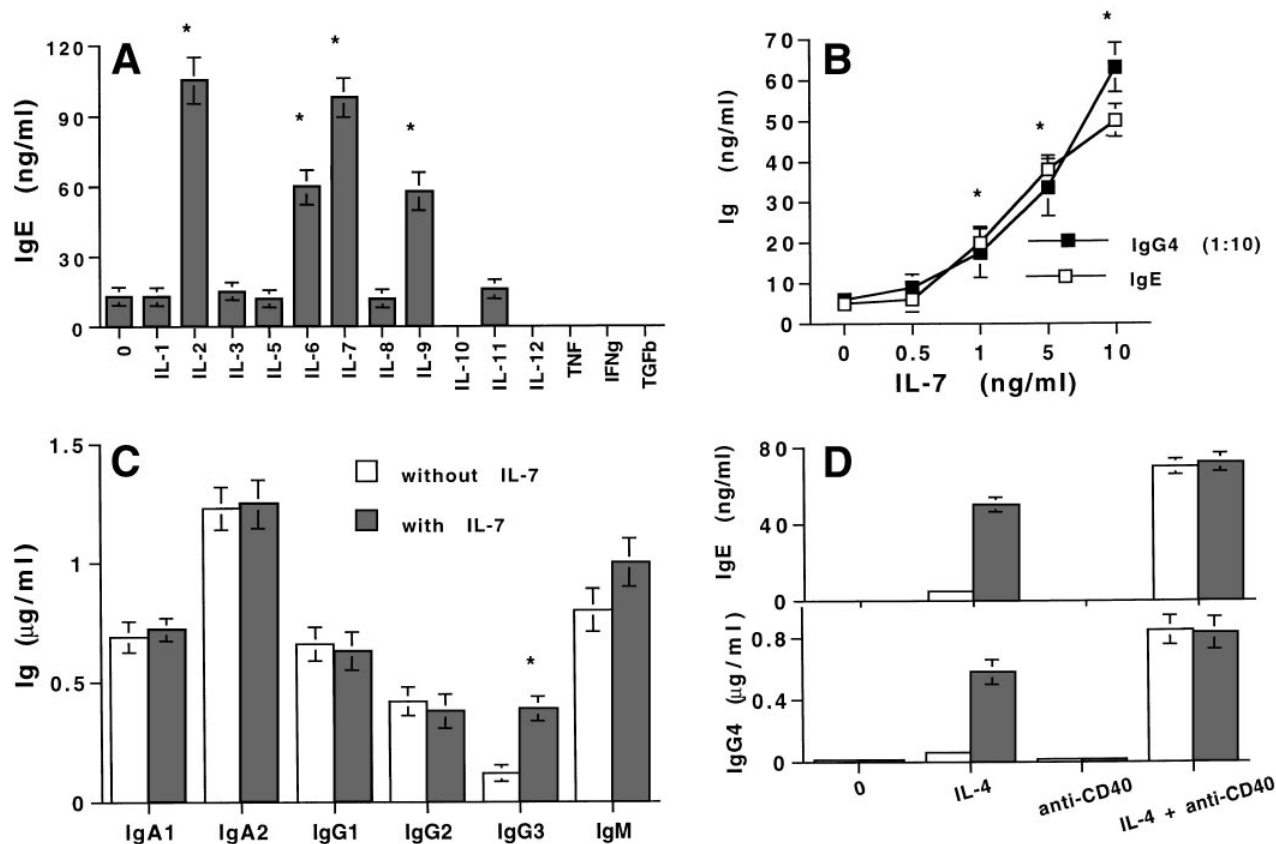 A
IgE (ng/ml)
120
90
60
30
0
* * * *
0 IL-1 IL-2 IL-3 IL-5 IL-6 IL-7 IL-8 IL-9 IL-10 IL-11 IL-12 TNF IFNg TGFb
B
Ig (ng/ml)
70
60
50
40
30
20
10
0
* * *
IgG4 (1:10)
IgE
0 0.5 1 5 10
IL-7 (ng/ml)
C
Ig (µg/ml)
1.5
1
0.5
0
without IL-7
with IL-7
*
IgA1 IgA2 IgG1 IgG2 IgG3 IgM
D
IgE (ng/ml)
80
40
0
IgG4 (µg/ml)
0.8
0.4
0
0 IL-4 anti-CD40 IL-4 + anti-CD40